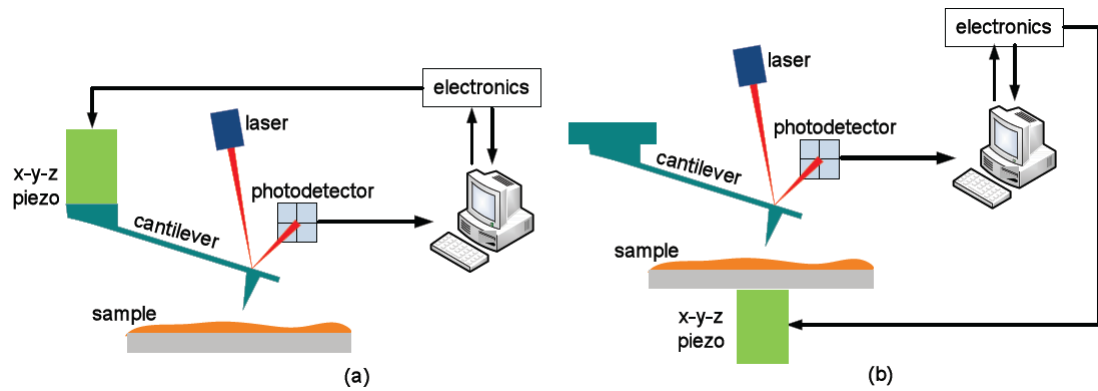 electronics
laser
x-y-z
piezo
photodetector
cantilever
sample
(a)
electronics
laser
photodetector
cantilever
sample
x-y-z
piezo
(b)